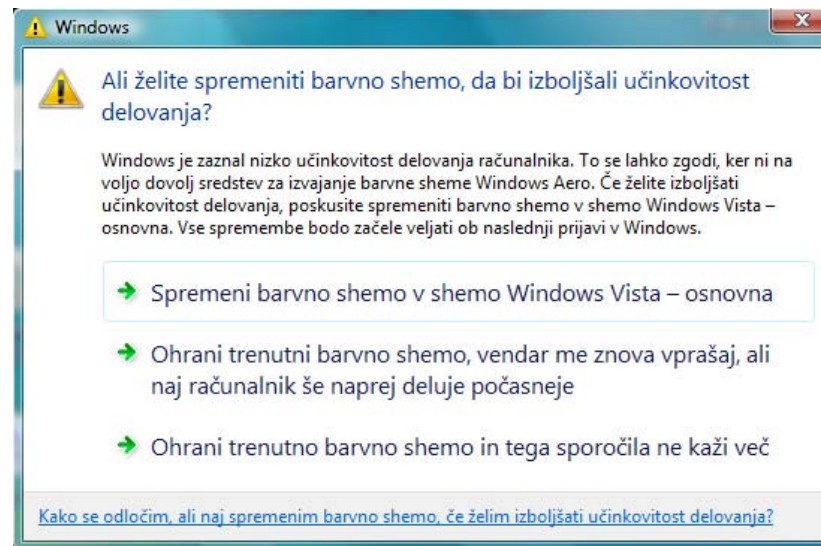 Windows
Ali želite spremeniti barvno shemo, da bi izboljšali učinkovitost
delovanja?
Windows je zaznal nizko učinkovitost delovanja računalnika. To se lahko zgodi, ker ni na
voljo dovolj sredstev za izvajanje barvne sheme Windows Aero. Če želite izboljšati
učinkovitost delovanja, poskusite spremeniti barvno shemo v shemo Windows Vista –
osnovna. Vse spremembe bodo začele veljati ob naslednji prijavi v Windows.
Spremeni barvno shemo v shemo Windows Vista – osnovna
Ohrani trenutni barvno shemo, vendar me znova vprašaj, ali
naj računalnik še naprej deluje počasneje
Ohrani trenutno barvno shemo in tega sporočila ne kaži več
Kako se odločim, ali naj spremenim barvno shemo, če želim izboljšati učinkovitost delovanja?